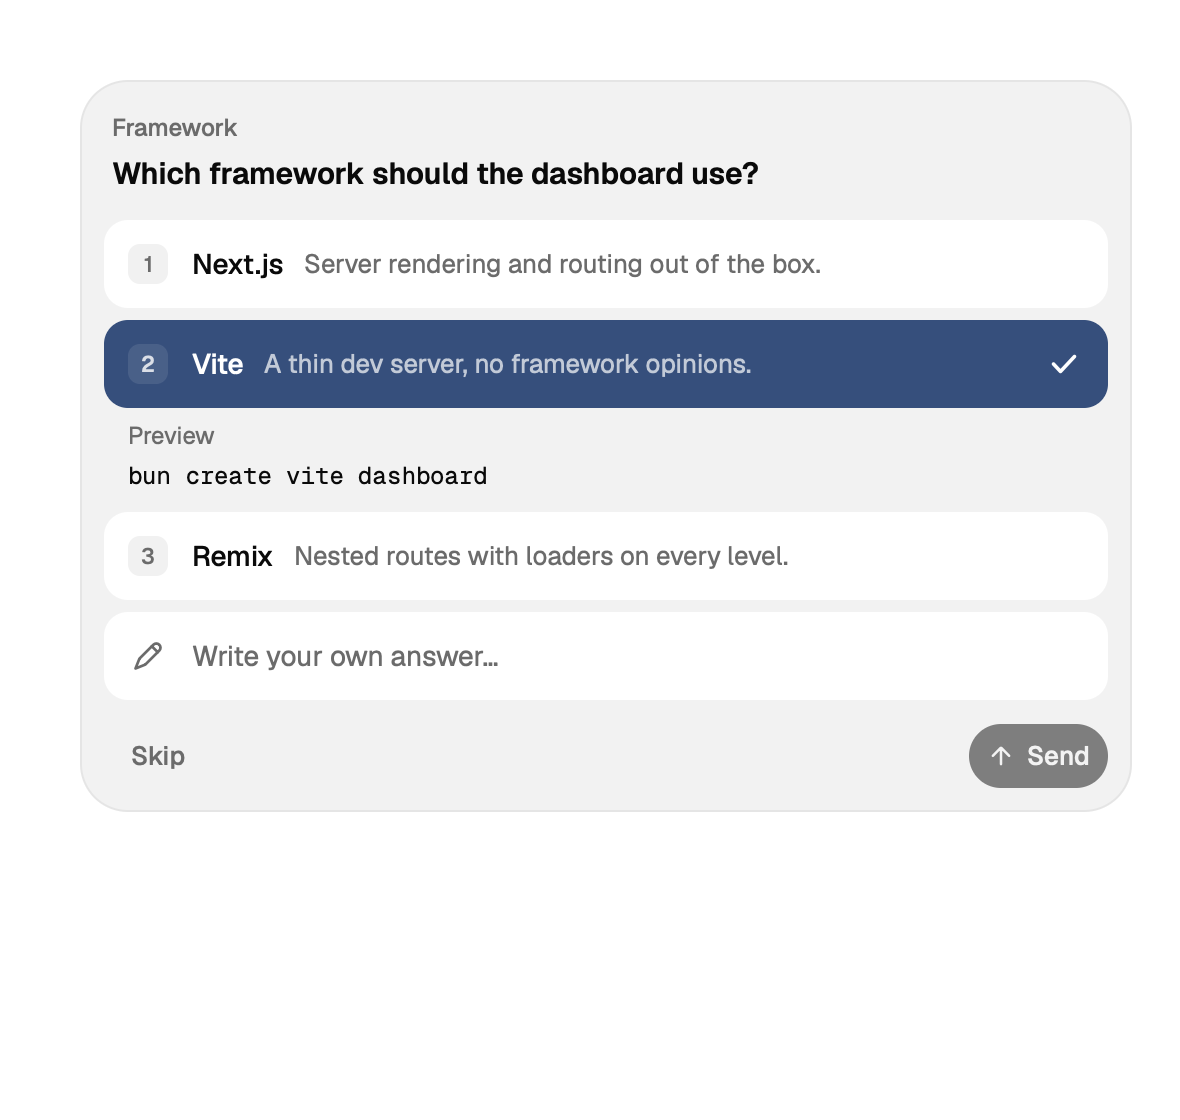 Framework
Which framework should the dashboard use?
1 Next.js Server rendering and routing out of the box.
2 Vite A thin dev server, no framework opinions.
Preview
bun create vite dashboard
3 Remix Nested routes with loaders on every level.
Write your own answer...
Skip
Send